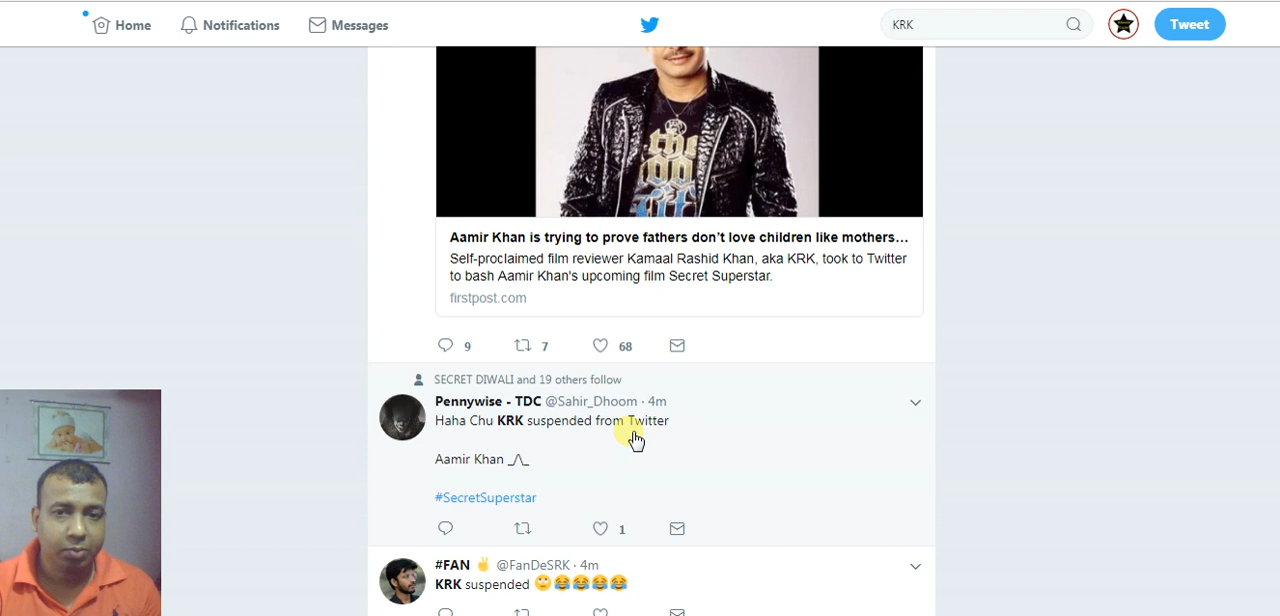 Home Notifications Messages KRK Tweet
Aamir Khan is trying to prove fathers don't love children like mothers...
Self-proclaimed film reviewer Kamaal Rashid Khan, aka KRK, took to Twitter
to bash Aamir Khan's upcoming film Secret Superstar.
firstpost.com
9 7 68
SECRET DIWALI and 19 others follow
Pennywise - TDC @Sahir_Dhoom · 4m
Haha Chu KRK suspended from Twitter
Aamir Khan _/\_
#SecretSuperstar
1
#FAN ✌ @FanDeSRK · 4m
KRK suspended 🙄😂😂😂😂